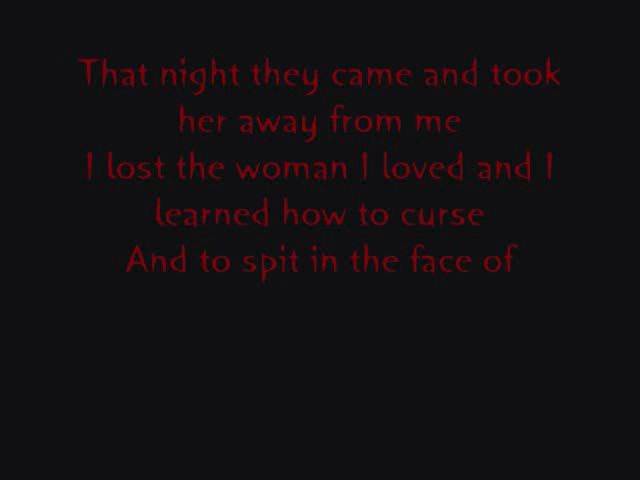 That night they came and took
her away from me
I lost the woman I loved and I
learned how to curse
And to spit in the face of